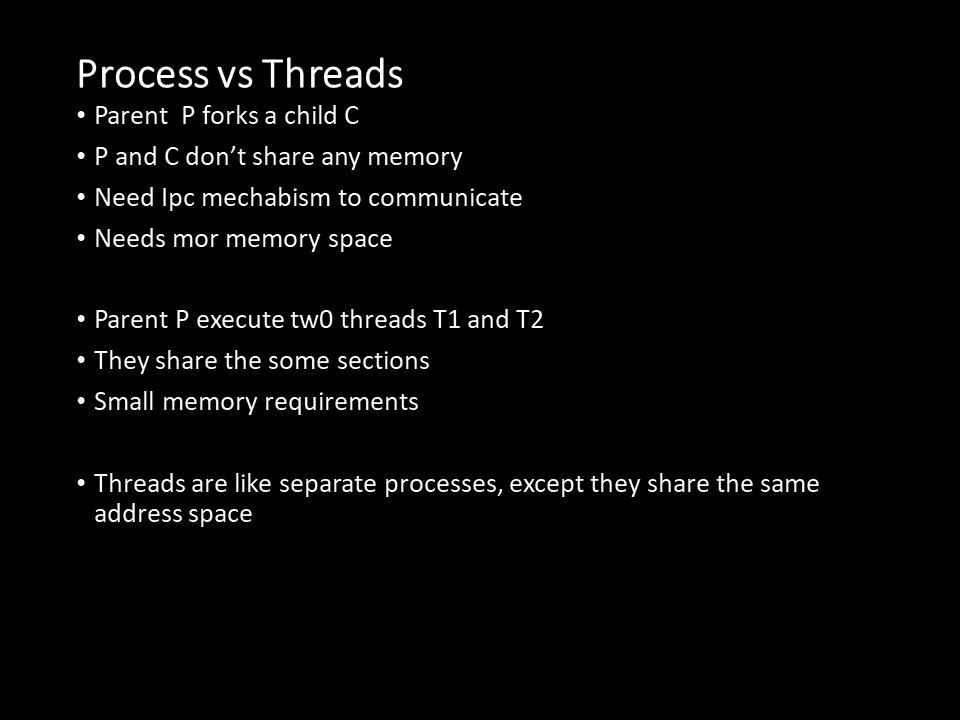 Process vs Threads
• Parent  P forks a child C
• P and C don’t share any memory
• Need Ipc mechabism to communicate
• Needs mor memory space
• Parent P execute tw0 threads T1 and T2
• They share the some sections
• Small memory requirements
• Threads are like separate processes, except they share the same
address space